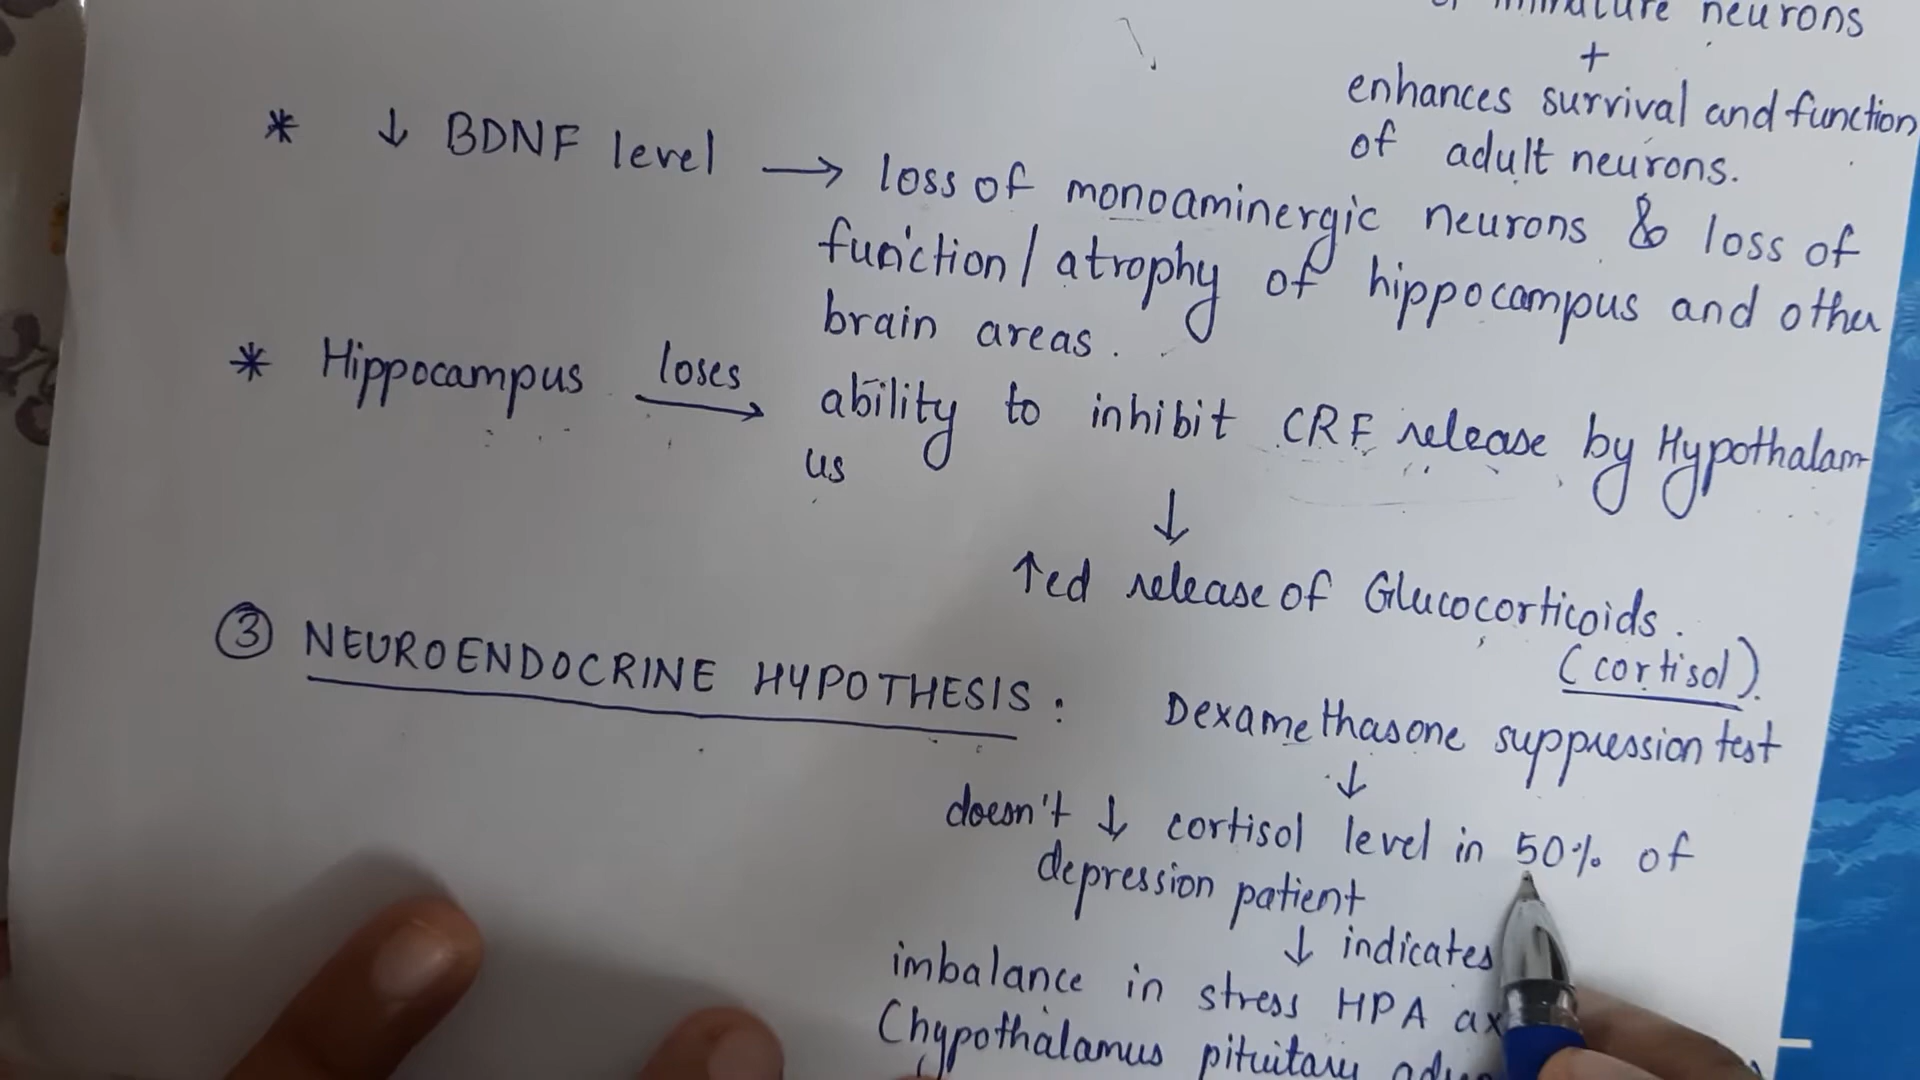 neurons
+
enhances survival and function
of adult neurons.
* ↓ BDNF level → loss of monoaminergic neurons & loss of
function/atrophy of hippocampus and other
brain areas.
* Hippocampus loses → ability to inhibit CRF release by Hypothalam-
us
↓
↑ed release of Glucocorticoids.
(cortisol).
③ NEUROENDOCRINE HYPOTHESIS : Dexamethasone suppression test
↓
doesn't ↓ cortisol level in 50% of
depression patient
↓ indicates
imbalance in stress HPA
(hypothalamus pituitary